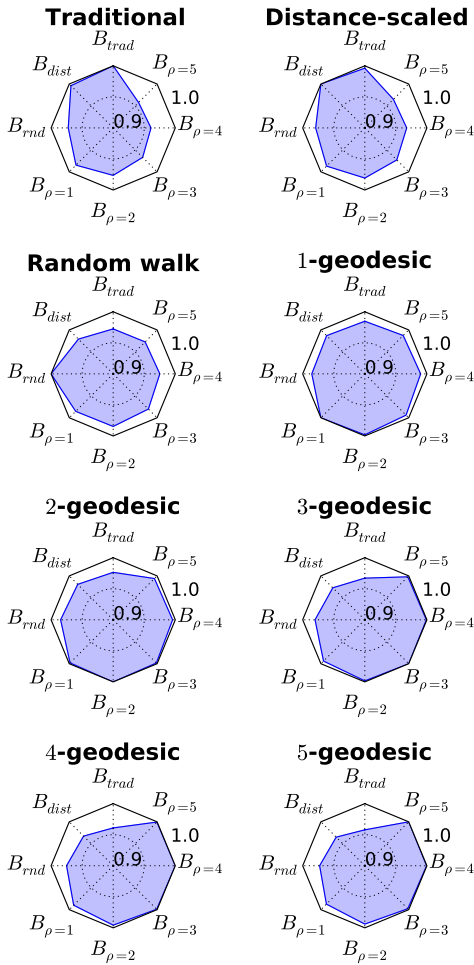 Traditional
B_trad
B_dist
B_ρ=5
1.0
B_rnd
0.9
B_ρ=4
B_ρ=1
B_ρ=3
B_ρ=2
Distance-scaled
B_trad
B_dist
B_ρ=5
1.0
B_rnd
0.9
B_ρ=4
B_ρ=1
B_ρ=3
B_ρ=2
Random walk
B_trad
B_dist
B_ρ=5
1.0
B_rnd
0.9
B_ρ=4
B_ρ=1
B_ρ=3
B_ρ=2
1-geodesic
B_trad
B_dist
B_ρ=5
1.0
B_rnd
0.9
B_ρ=4
B_ρ=1
B_ρ=3
B_ρ=2
2-geodesic
B_trad
B_dist
B_ρ=5
1.0
B_rnd
0.9
B_ρ=4
B_ρ=1
B_ρ=3
B_ρ=2
3-geodesic
B_trad
B_dist
B_ρ=5
1.0
B_rnd
0.9
B_ρ=4
B_ρ=1
B_ρ=3
B_ρ=2
4-geodesic
B_trad
B_dist
B_ρ=5
1.0
B_rnd
0.9
B_ρ=4
B_ρ=1
B_ρ=3
B_ρ=2
5-geodesic
B_trad
B_dist
B_ρ=5
1.0
B_rnd
0.9
B_ρ=4
B_ρ=1
B_ρ=3
B_ρ=2